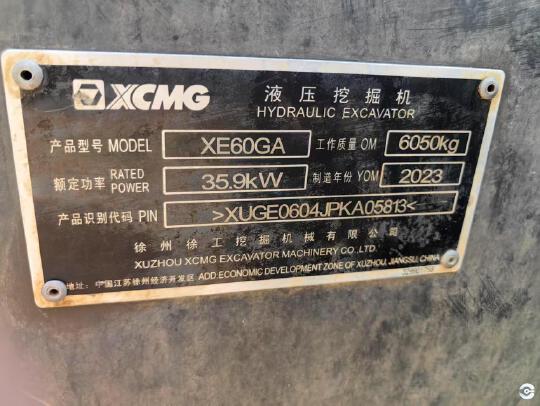 XCMG 液压挖掘机
HYDRAULIC EXCAVATOR
产品型号 MODEL XE60GA 工作质量 OM 6050kg
额定功率 RATED POWER 35.9kW 制造年份 YOM 2023
产品识别代码 PIN >XUGE0604JPKA05813<
徐州徐工挖掘机械有限公司
XUZHOU XCMG EXCAVATOR MACHINERY CO.,LTD.
地址: 中国江苏徐州经济开发区 ADD ECONOMIC DEVELOPMENT ZONE OF XUZHOU, JIANGSU, CHINA